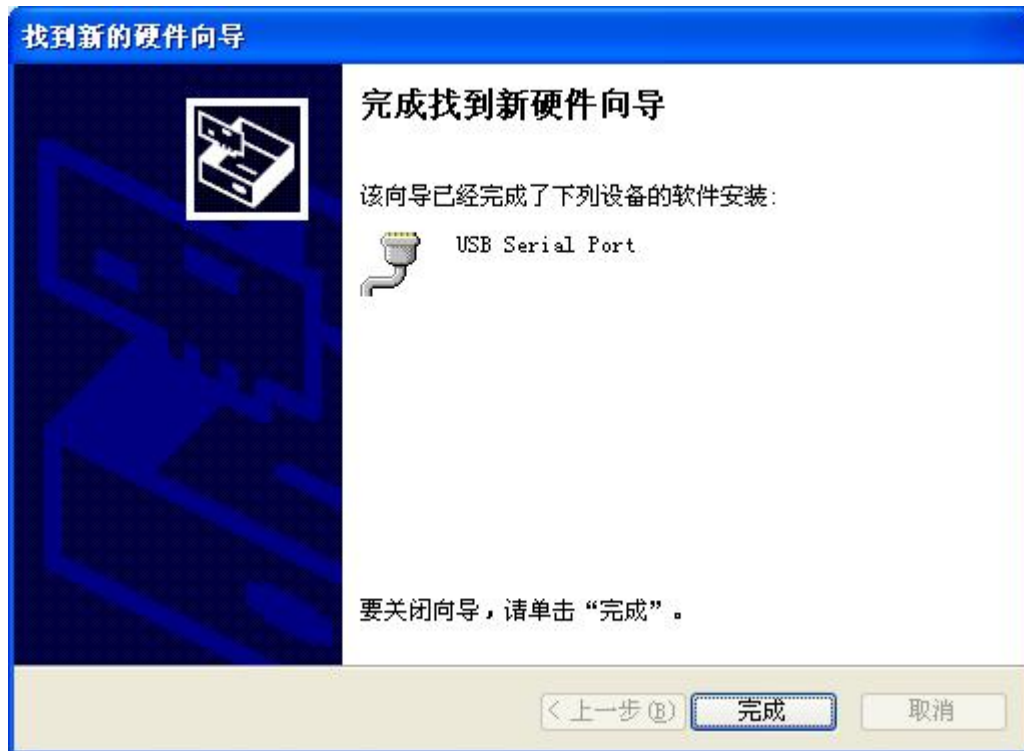 找到新的硬件向导
完成找到新硬件向导
该向导已经完成了下列设备的软件安装:
USB Serial Port
要关闭向导，请单击“完成”。
< 上一步(B)
完成
取消